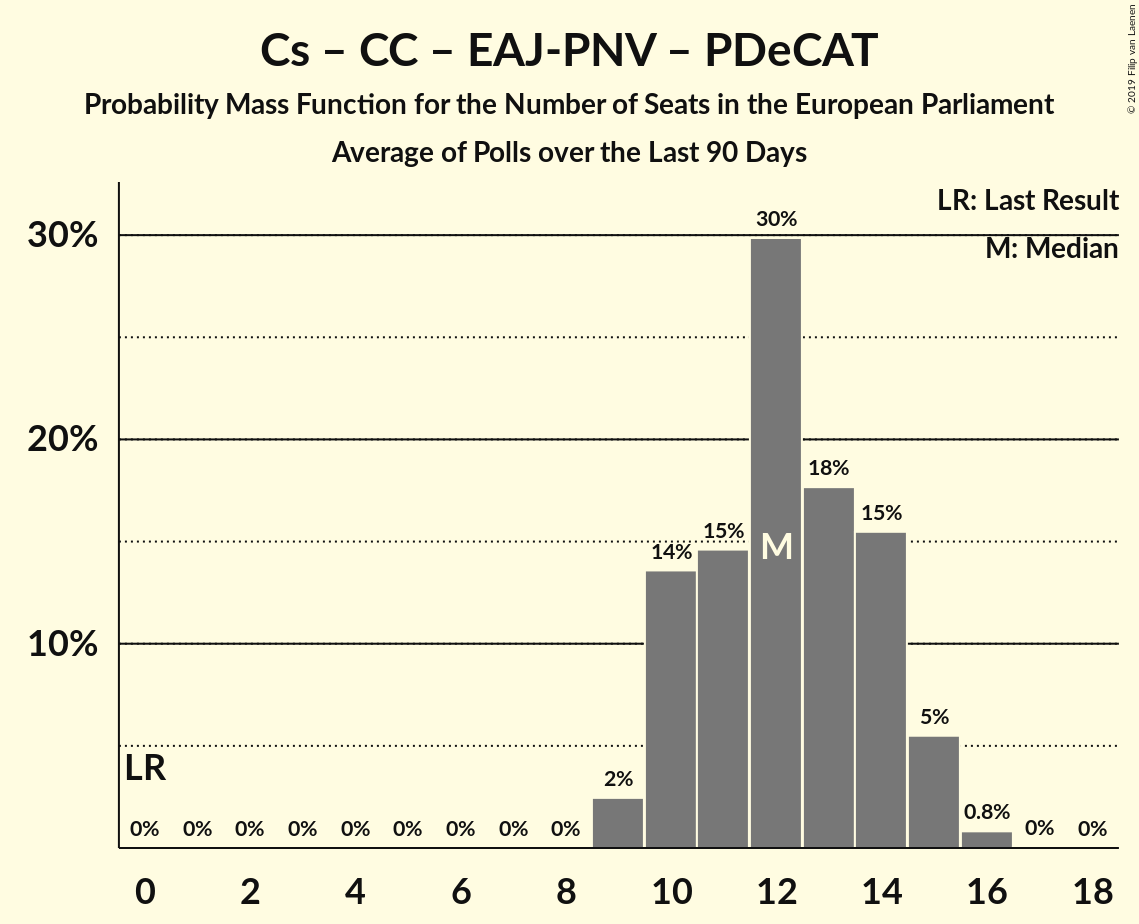 Cs – CC – EAJ-PNV – PDeCAT
Probability Mass Function for the Number of Seats in the European Parliament
Average of Polls over the Last 90 Days
© 2019 Filip van Laenen
LR: Last Result
M: Median
30%
20%
10%
LR
0% 0% 0% 0% 0% 0% 0% 0% 0% 2% 14% 15% 30% 18% 15% 5% 0.8% 0% 0%
M
0 2 4 6 8 10 12 14 16 18